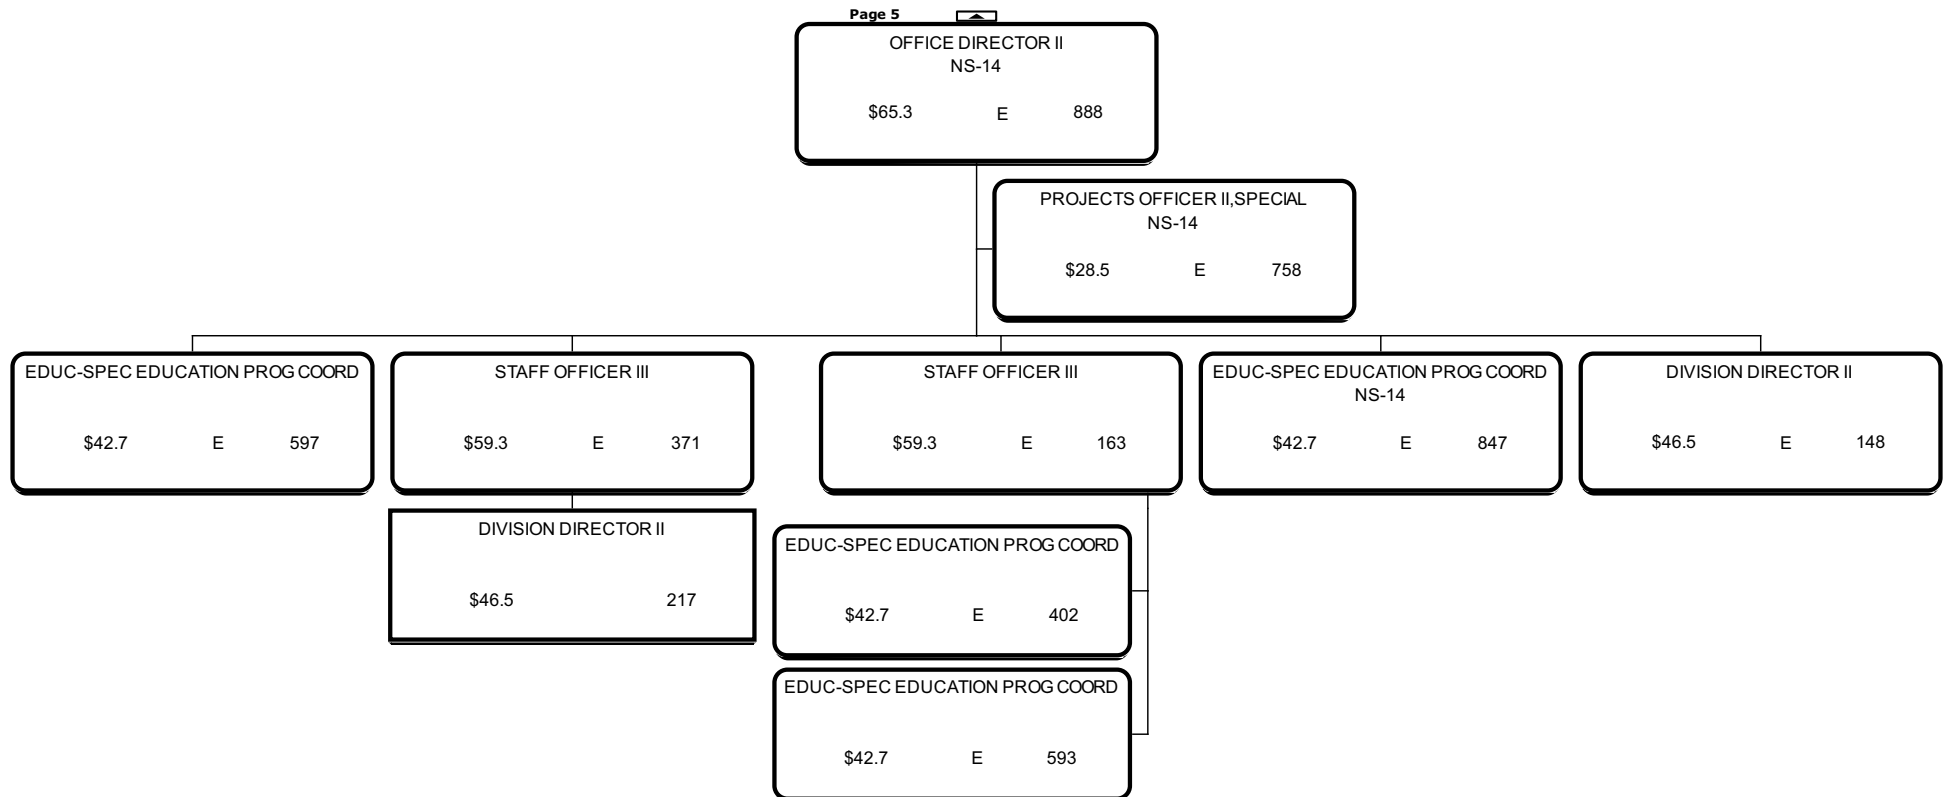 Page 5
OFFICE DIRECTOR II
NS-14
$65.3 E 888
PROJECTS OFFICER II,SPECIAL
NS-14
$28.5 E 758
EDUC-SPEC EDUCATION PROG COORD
$42.7 E 597
STAFF OFFICER III
$59.3 E 371
STAFF OFFICER III
$59.3 E 163
EDUC-SPEC EDUCATION PROG COORD
NS-14
$42.7 E 847
DIVISION DIRECTOR II
$46.5 E 148
DIVISION DIRECTOR II
$46.5 217
EDUC-SPEC EDUCATION PROG COORD
$42.7 E 402
EDUC-SPEC EDUCATION PROG COORD
$42.7 E 593